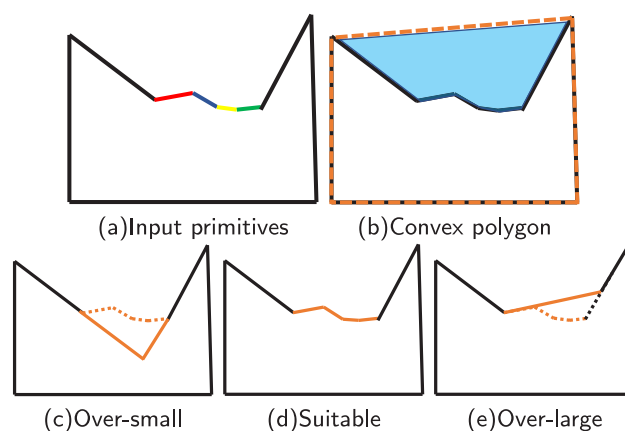 (a)Input primitives
(b)Convex polygon
(c)Over-small
(d)Suitable
(e)Over-large